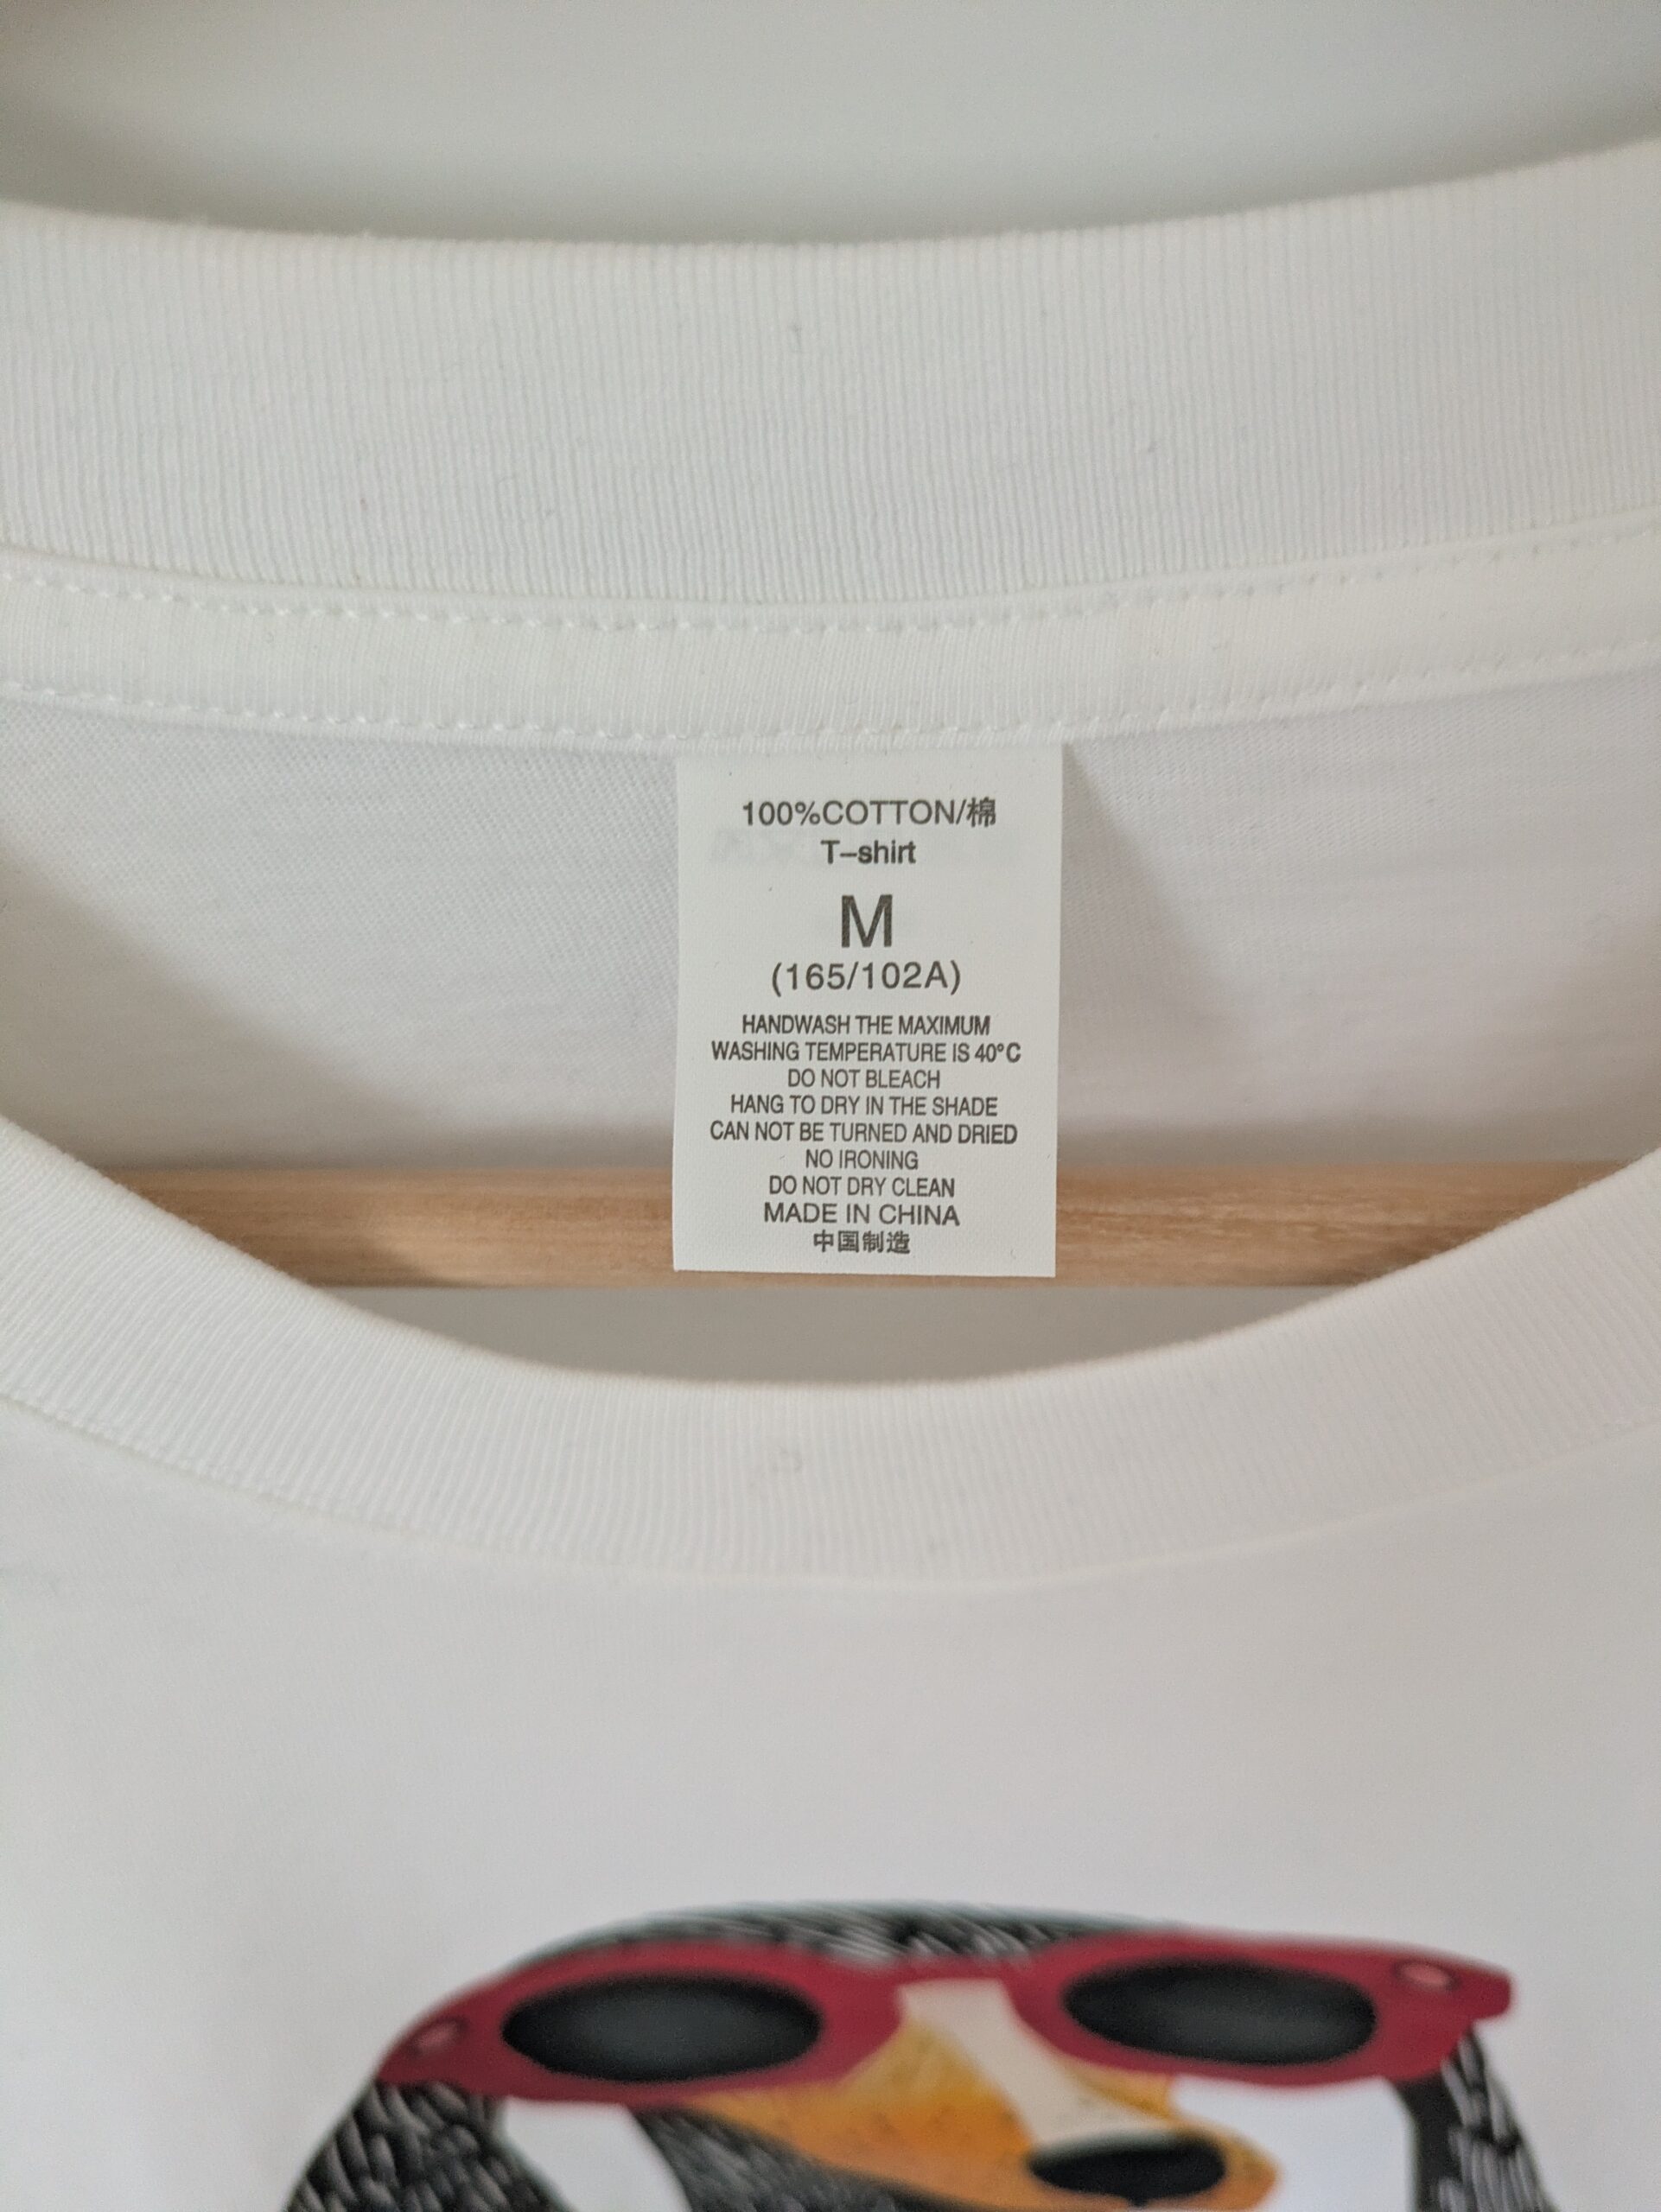 100%COTTON/棉
T-shirt
M
(165/102A)
HANDWASH THE MAXIMUM
WASHING TEMPERATURE IS 40°C
DO NOT BLEACH
HANG TO DRY IN THE SHADE
CAN NOT BE TURNED AND DRIED
NO IRONING
DO NOT DRY CLEAN
MADE IN CHINA
中国制造